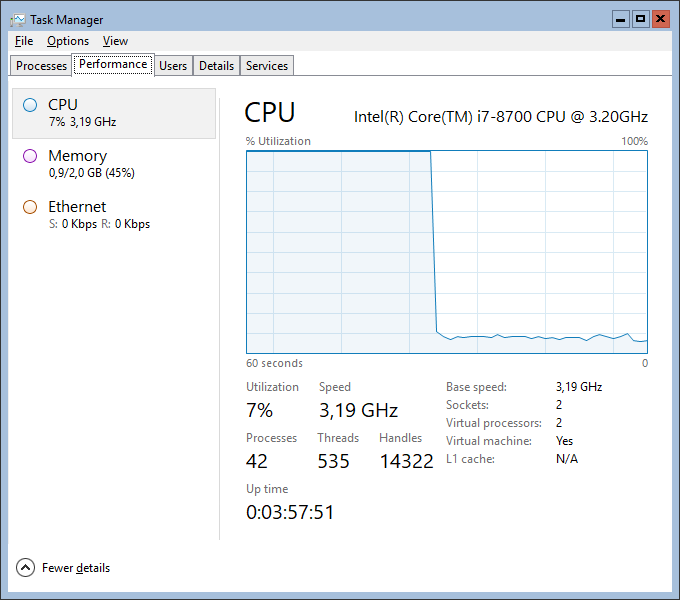 Task Manager
File Options View
Processes Performance Users Details Services
CPU
7% 3,19 GHz
Memory
0,9/2,0 GB (45%)
Ethernet
S: 0 Kbps R: 0 Kbps
CPU Intel(R) Core(TM) i7-8700 CPU @ 3.20GHz
% Utilization 100%
60 seconds 0
Utilization Speed
7% 3,19 GHz
Processes Threads Handles
42 535 14322
Up time
0:03:57:51
Base speed: 3,19 GHz
Sockets: 2
Virtual processors: 2
Virtual machine: Yes
L1 cache: N/A
Fewer details